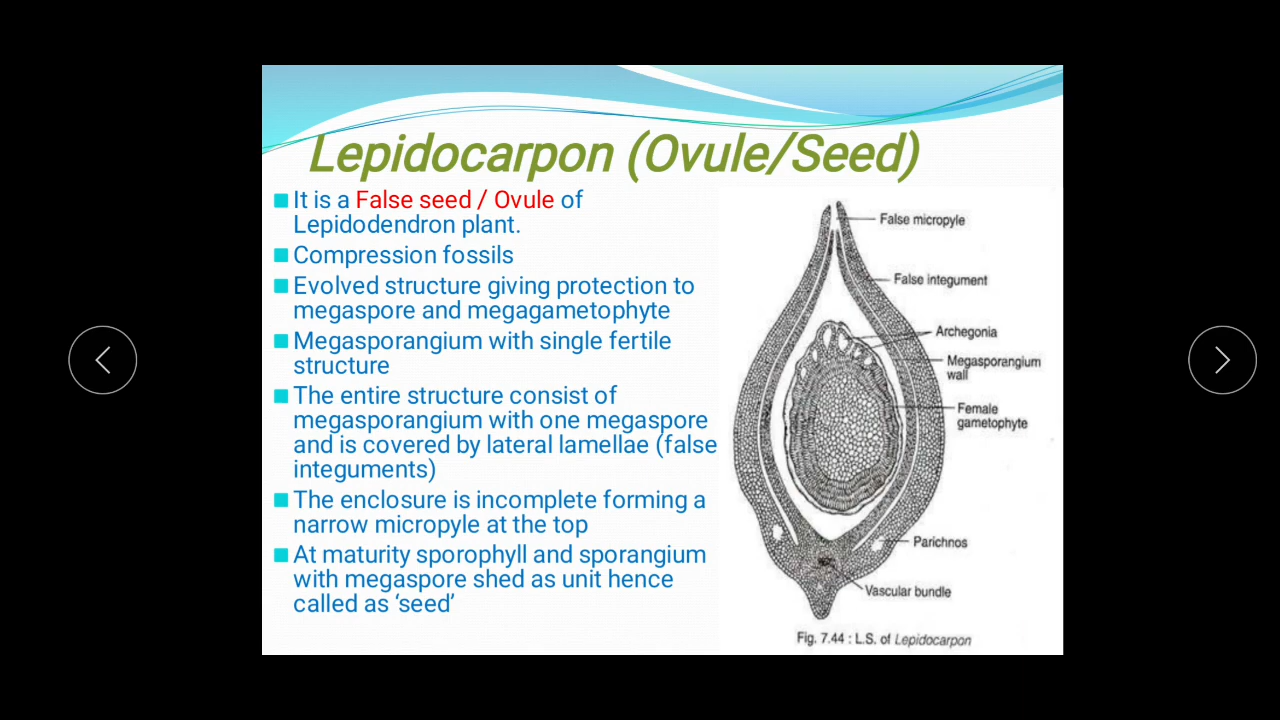 Lepidocarpon (Ovule/Seed)
It is a False seed / Ovule of
Lepidodendron plant.
Compression fossils
Evolved structure giving protection to
megaspore and megagametophyte
Megasporangium with single fertile
structure
The entire structure consist of
megasporangium with one megaspore
and is covered by lateral lamellae (false
integuments)
The enclosure is incomplete forming a
narrow micropyle at the top
At maturity sporophyll and sporangium
with megaspore shed as unit hence
called as ‘seed’
False micropyle
False integument
Archegonia
Megasporangium
wall
Female
gametophyte
Parichnos
Vascular bundle
Fig. 7.44 : L.S. of Lepidocarpon